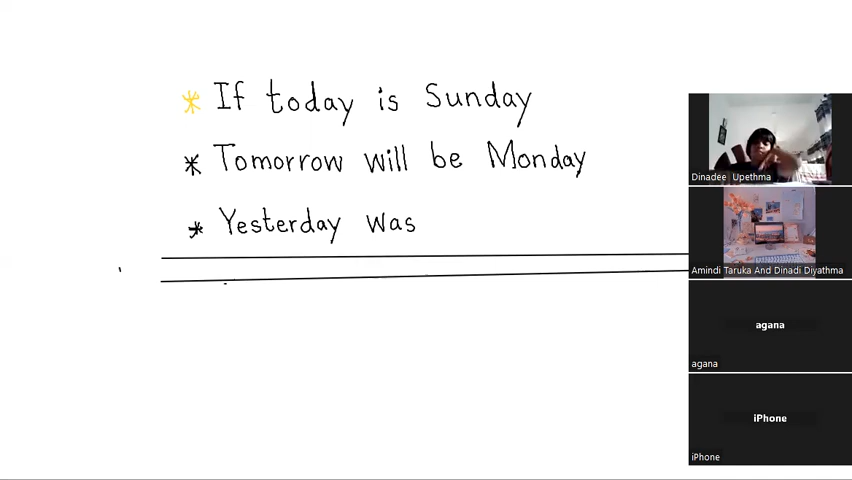 * If today is Sunday
* Tomorrow will be Monday
* Yesterday was
Dinadee Upethma
Amindi Taruka And Dinadi Diyathma
agana
agana
iPhone
iPhone